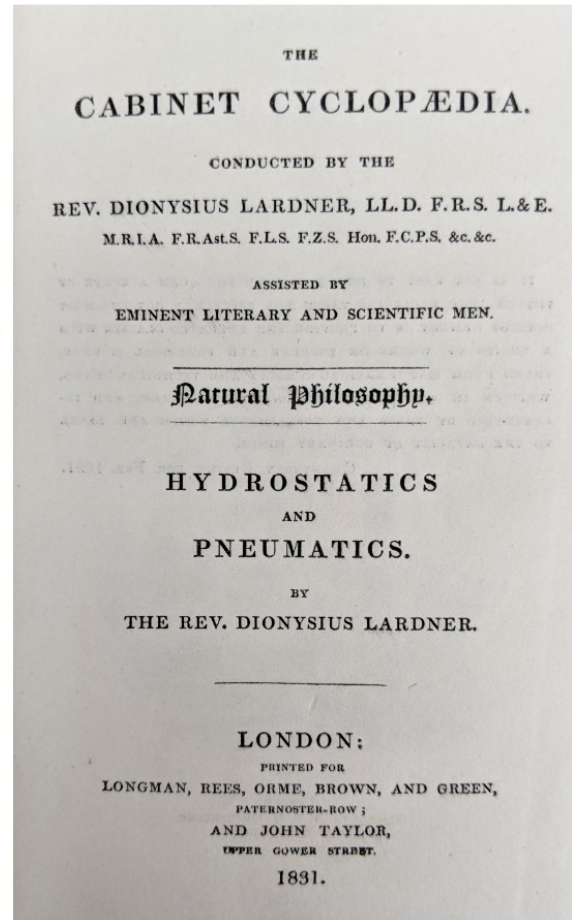 THE
CABINET CYCLOPÆDIA.
CONDUCTED BY THE
REV. DIONYSIUS LARDNER, LL.D. F.R.S. L.&E.
M.R.I.A. F.R.Ast.S. F.L.S. F.Z.S. Hon. F.C.P.S. &c. &c.
ASSISTED BY
EMINENT LITERARY AND SCIENTIFIC MEN.
Natural Philosophy.
HYDROSTATICS
AND
PNEUMATICS.
BY
THE REV. DIONYSIUS LARDNER.
LONDON:
PRINTED FOR
LONGMAN, REES, ORME, BROWN, AND GREEN,
PATERNOSTER-ROW;
AND JOHN TAYLOR,
UPPER GOWER STREET.
1831.